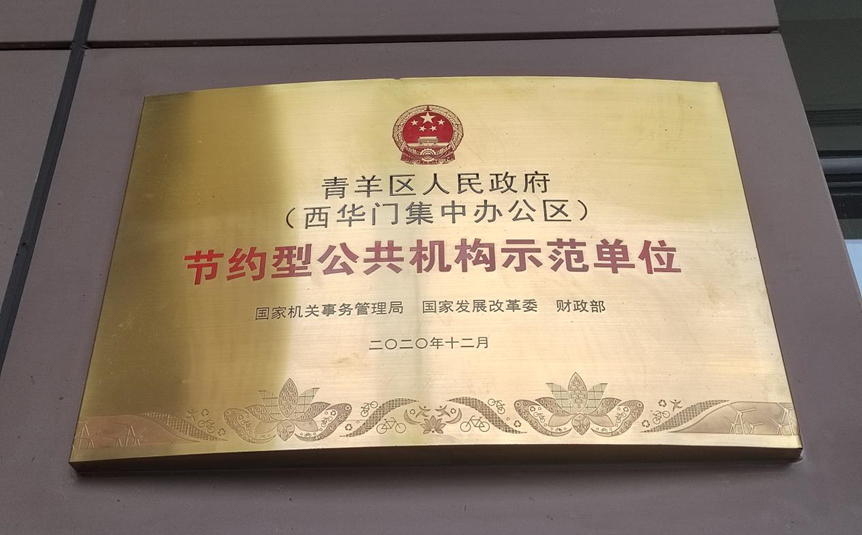 青羊区人民政府
（西华门集中办公区）
节约型公共机构示范单位
国家机关事务管理局 国家发展改革委 财政部
二〇二〇年十二月